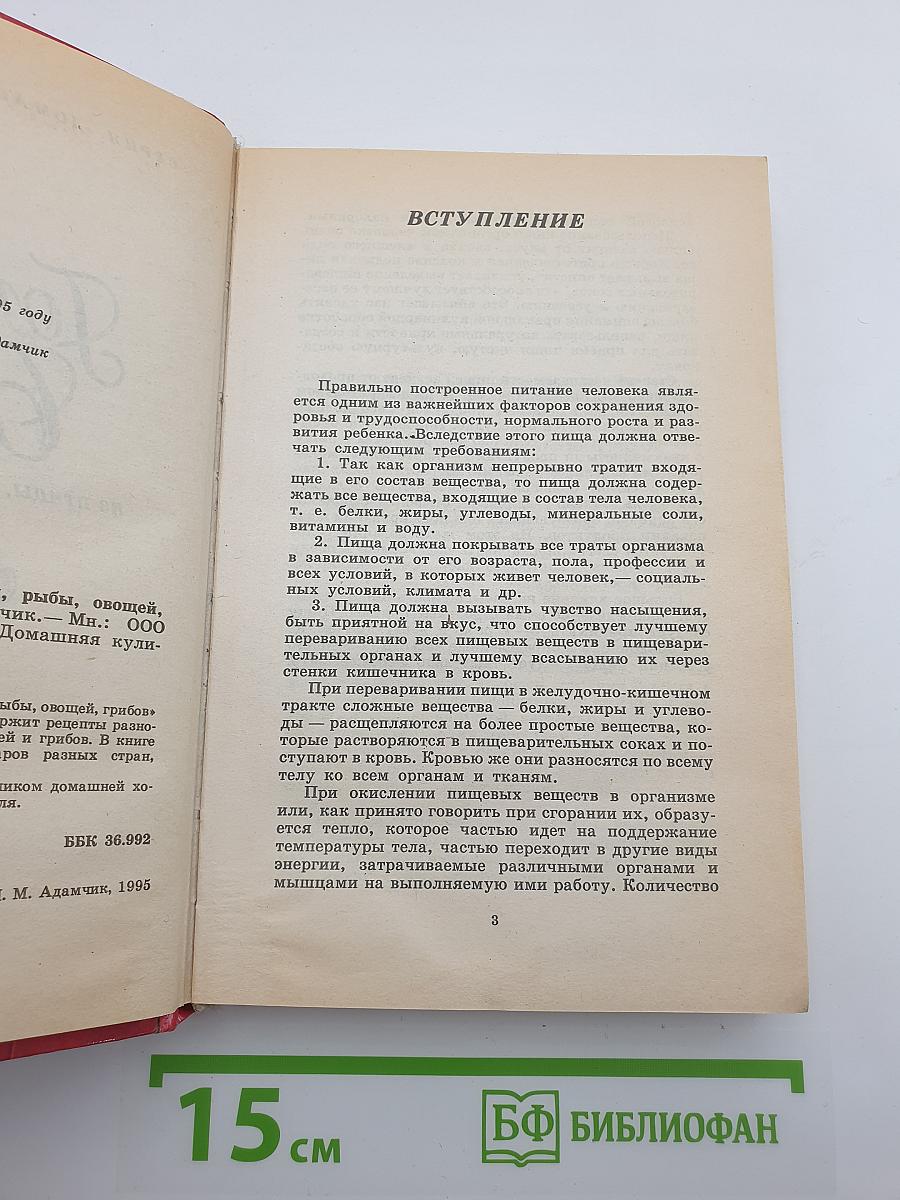 95 году
дамчик
рыбы, овощей,
чик.— Мн.: ООО
Домашняя кули-
рыбы, овощей, грибов»
держит рецепты разно-
ей и грибов. В книге
разных стран,
домашней хо-
ББК 36.992
М. Адамчик, 1995
ВСТУПЛЕНИЕ
Правильно построенное питание человека явля-
ется одним из важнейших факторов сохранения здо-
ровья и трудоспособности, нормального роста и раз-
вития ребенка. Вследствие этого пища должна отве-
чать следующим требованиям:
1. Так как организм непрерывно тратит входя-
щие в его состав вещества, то пища должна содер-
жать все вещества, входящие в состав тела человека,
т. е. белки, жиры, углеводы, минеральные соли,
витамины и воду.
2. Пища должна покрывать все траты организма
в зависимости от его возраста, пола, профессии и
всех условий, в которых живет человек,— социаль-
ных условий, климата и др.
3. Пища должна вызывать чувство насыщения,
быть приятной на вкус, что способствует лучшему
перевариванию всех пищевых веществ в пищевари-
тельных органах и лучшему всасыванию их через
стенки кишечника в кровь.
При переваривании пищи в желудочно-кишечном
тракте сложные вещества — белки, жиры и углево-
ды — расщепляются на более простые вещества, ко-
торые растворяются в пищеварительных соках и по-
ступают в кровь. Кровью же они разносятся по всему
телу ко всем органам и тканям.
При окислении пищевых веществ в организме
или, как принято говорить при сгорании их, образу-
ется тепло, которое частью идет на поддержание
температуры тела, частью переходит в другие виды
энергии, затрачиваемые различными органами и
мышцами на выполняемую ими работу. Количество
3
15 см
БФ БИБЛИОФАН